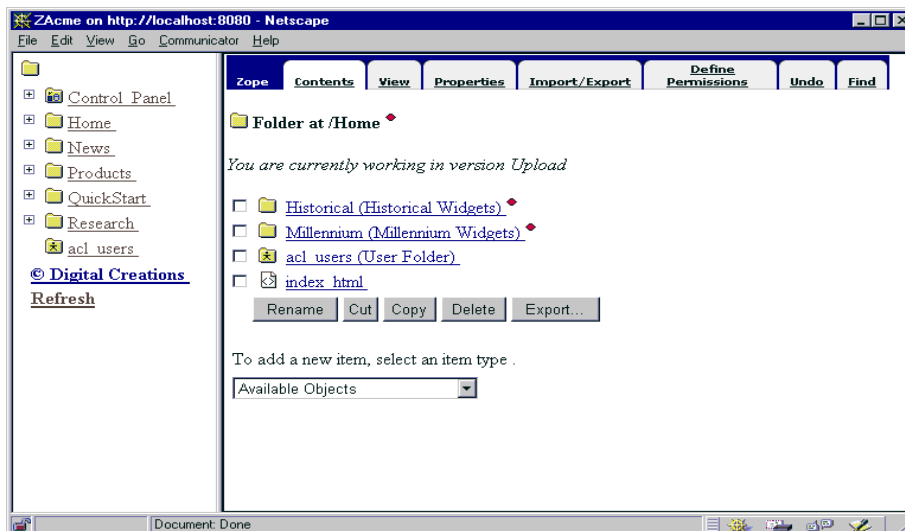 ZAcme on http://localhost:8080 - Netscape
File Edit View Go Communicator Help
Control_Panel
Home
News
Products
QuickStart
Research
acl_users
© Digital Creations
Refresh
Zope Contents View Properties Import/Export Define Permissions Undo Find
Folder at /Home
You are currently working in version Upload
Historical (Historical Widgets)
Millennium (Millennium Widgets)
acl_users (User Folder)
index_html
Rename Cut Copy Delete Export...
To add a new item, select an item type .
Available Objects
Document: Done